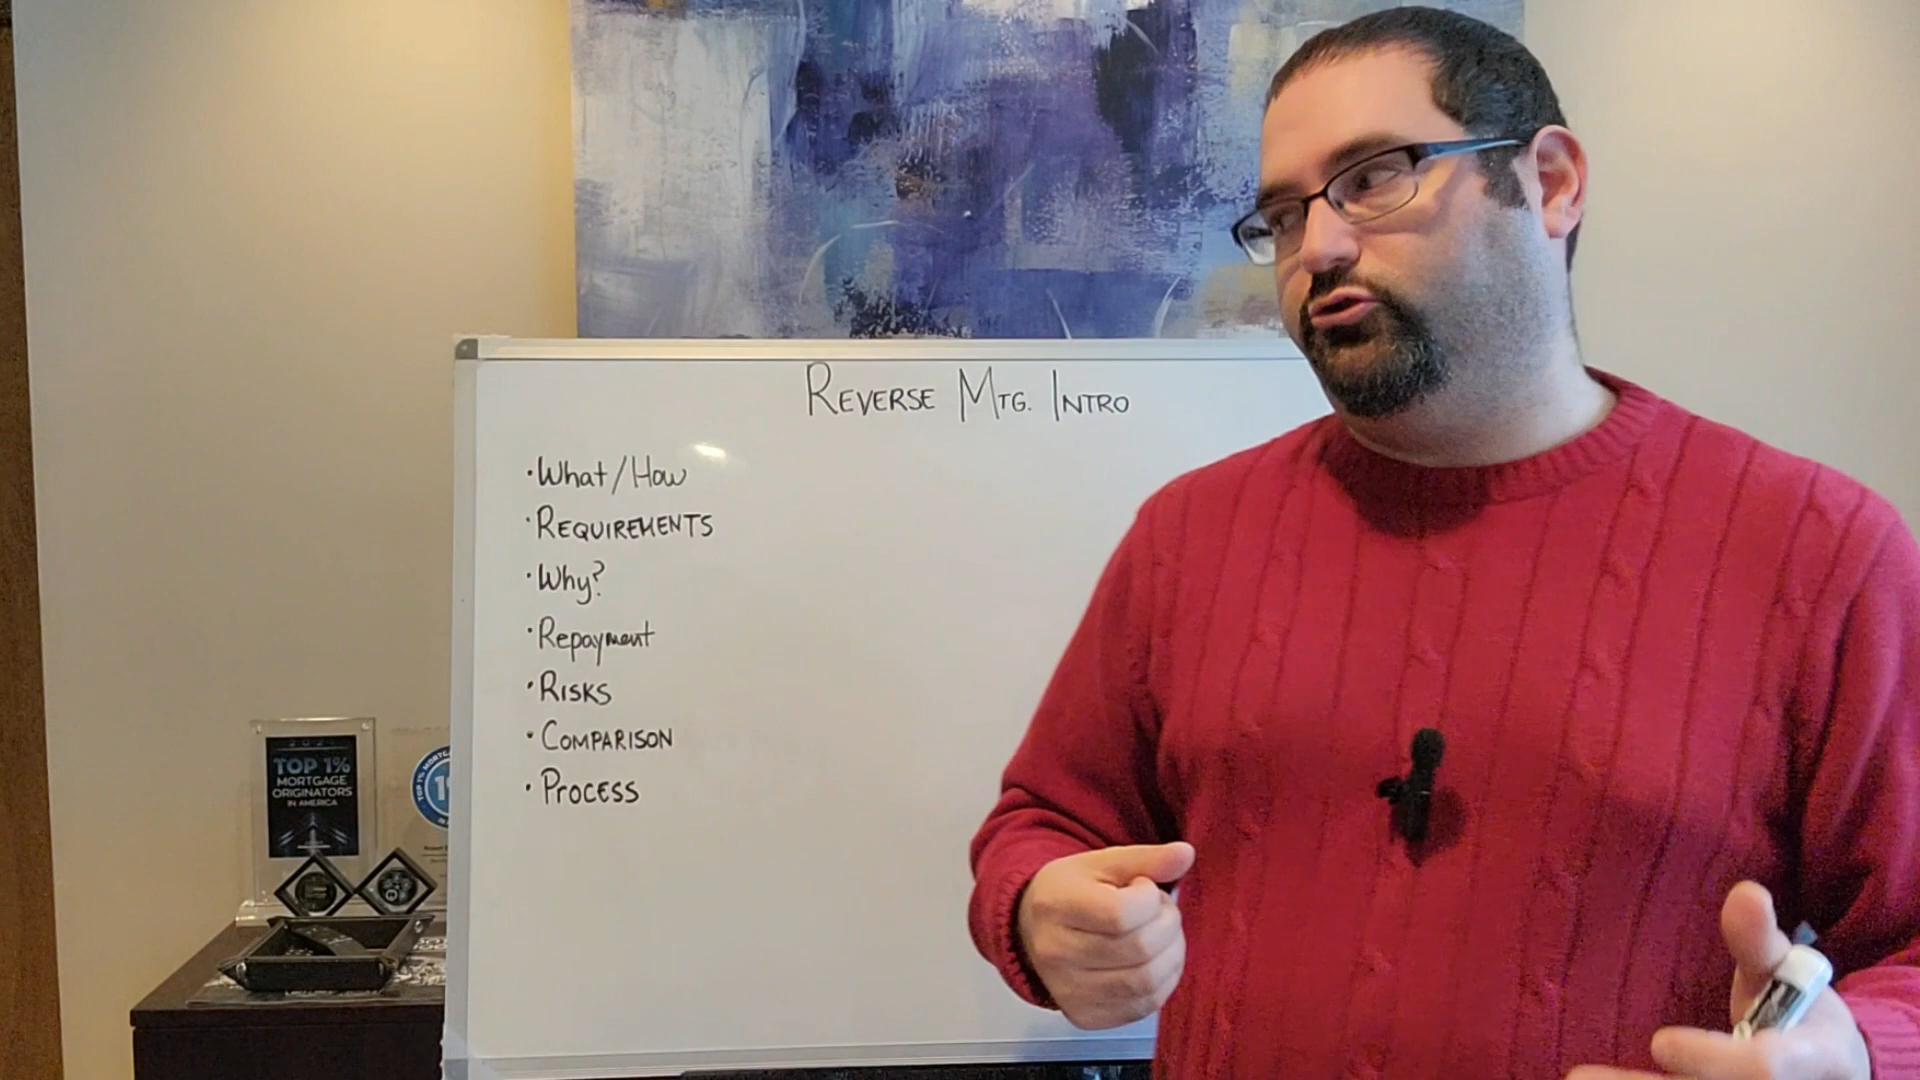 REVERSE MTG. INTRO
·What/How
·REQUIREMENTS
·Why?
·Repayment
·RISKS
·COMPARISON
·PROCESS
TOP 1%
MORTGAGE
ORIGINATORS
IN AMERICA